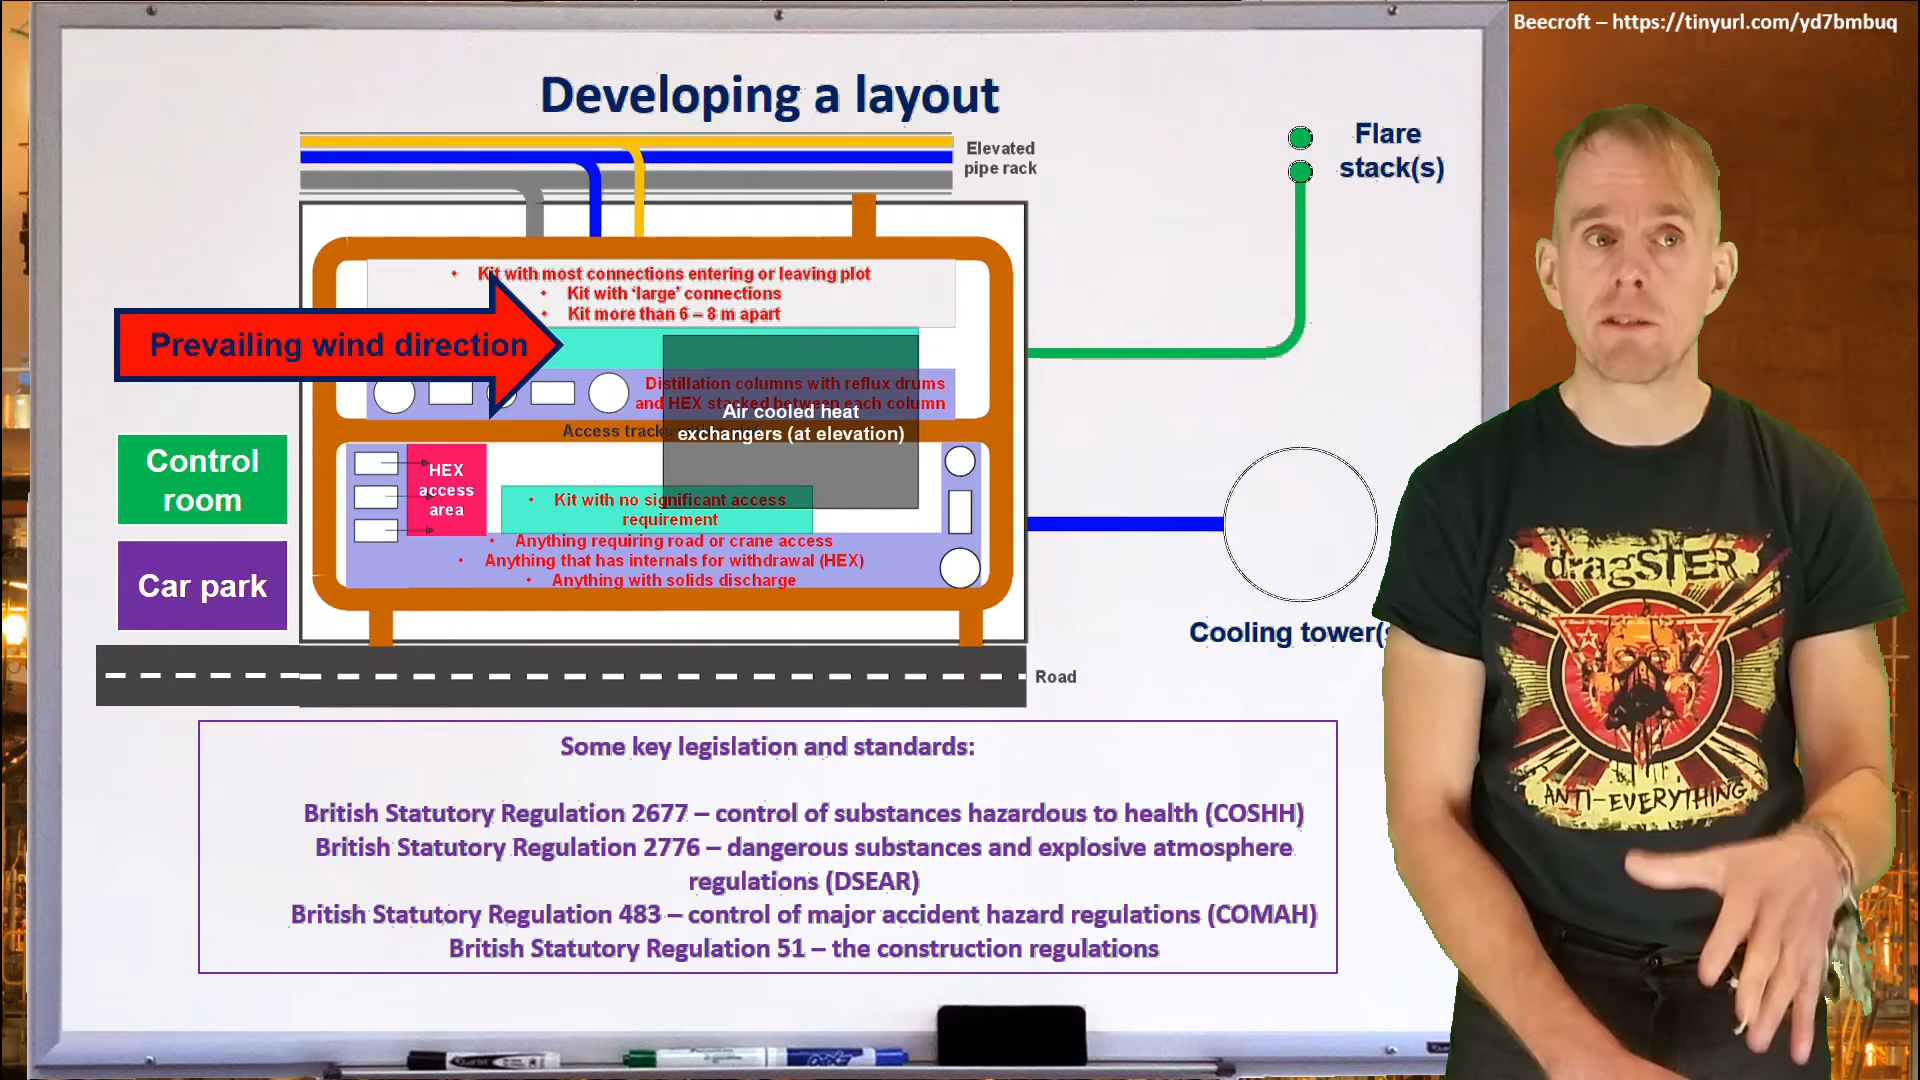 Beecroft – https://tinyurl.com/yd7bmbuq
Developing a layout
Elevated
pipe rack
Flare
stack(s)
• Kit with most connections entering or leaving plot
• Kit with ‘large’ connections
• Kit more than 6 – 8 m apart
Prevailing wind direction
Distillation columns with reflux drums
and HEX stacked between each column
Air cooled heat
exchangers (at elevation)
Access track
Control
room
HEX
access
area
• Kit with no significant access
requirement
• Anything requiring road or crane access
• Anything that has internals for withdrawal (HEX)
• Anything with solids discharge
Car park
Cooling tower(s
Road
Some key legislation and standards:
British Statutory Regulation 2677 – control of substances hazardous to health (COSHH)
British Statutory Regulation 2776 – dangerous substances and explosive atmosphere
regulations (DSEAR)
British Statutory Regulation 483 – control of major accident hazard regulations (COMAH)
British Statutory Regulation 51 – the construction regulations
dragSTER
ANTI-EVERYTHING